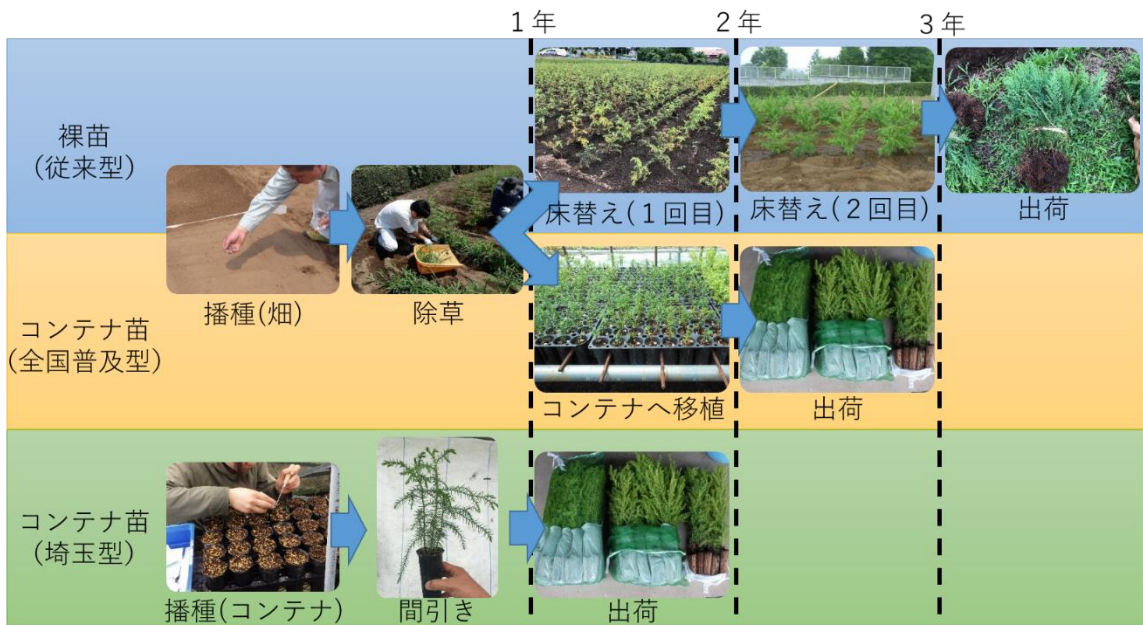 1年
2年
3年
裸苗
(従来型)
播種(畑)
除草
床替え(1回目)
床替え(2回目)
出荷
コンテナ苗
(全国普及型)
コンテナへ移植
出荷
コンテナ苗
(埼玉型)
播種(コンテナ)
間引き
出荷